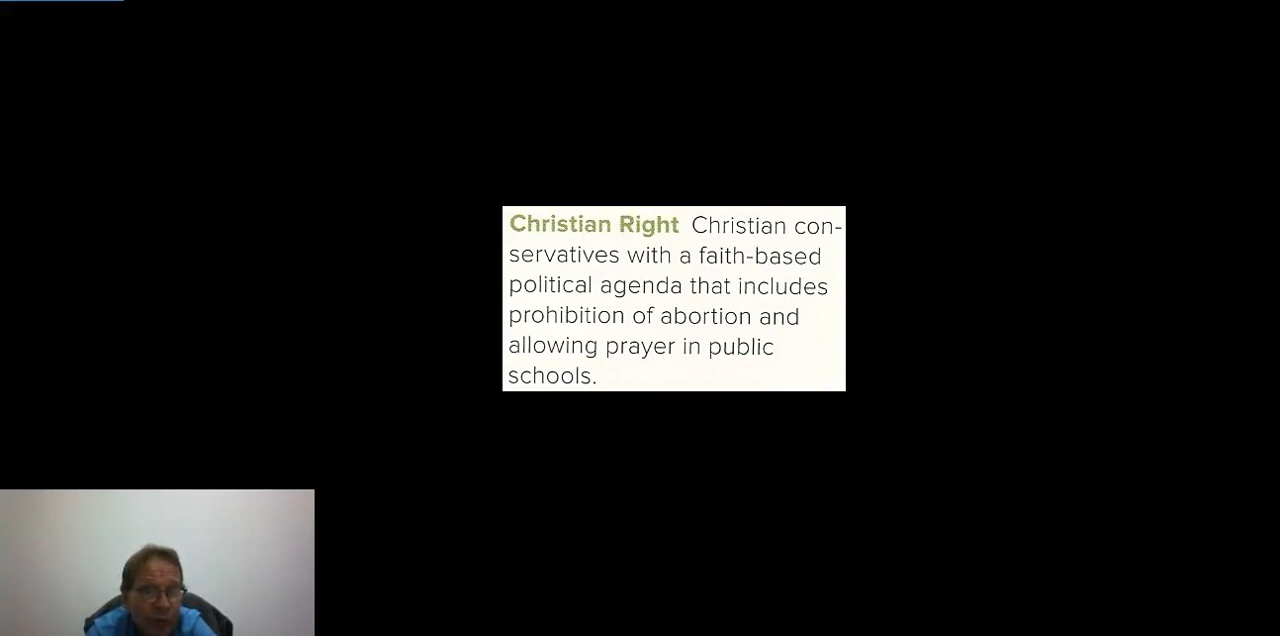 Christian Right Christian con-
servatives with a faith-based
political agenda that includes
prohibition of abortion and
allowing prayer in public
schools.